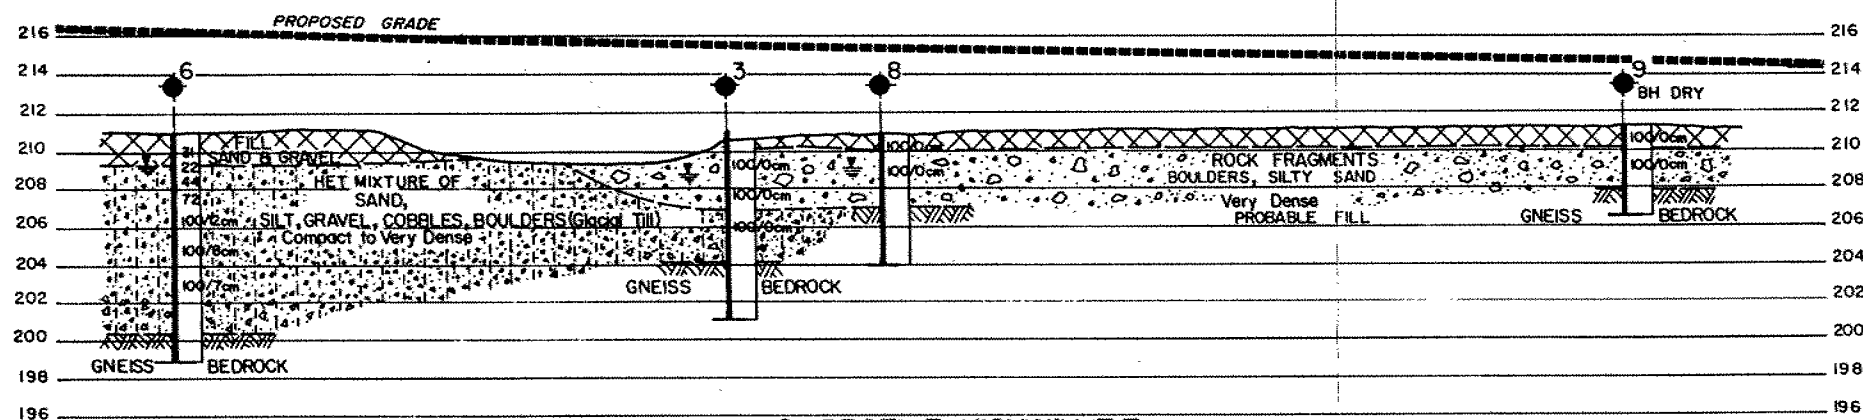 PROPOSED GRADE
216 216
214 214
6 3 8 9
BH DRY
212 212
FILL
210 210
SAND & GRAVEL
31
22
44
72
100/12cm
100/8cm
100/7cm
HET MIXTURE OF
SAND,
SILT, GRAVEL, COBBLES, BOULDERS (Glacial Till)
Compact to Very Dense
100/0cm
100/0cm
100/0cm
100/0cm
100/0cm
ROCK FRAGMENTS
BOULDERS, SILTY SAND
Very Dense
PROBABLE FILL
100/0cm
100/0cm
208 208
206 206
GNEISS BEDROCK
204 204
GNEISS BEDROCK
202 202
200 200
GNEISS BEDROCK
198 198
196 196